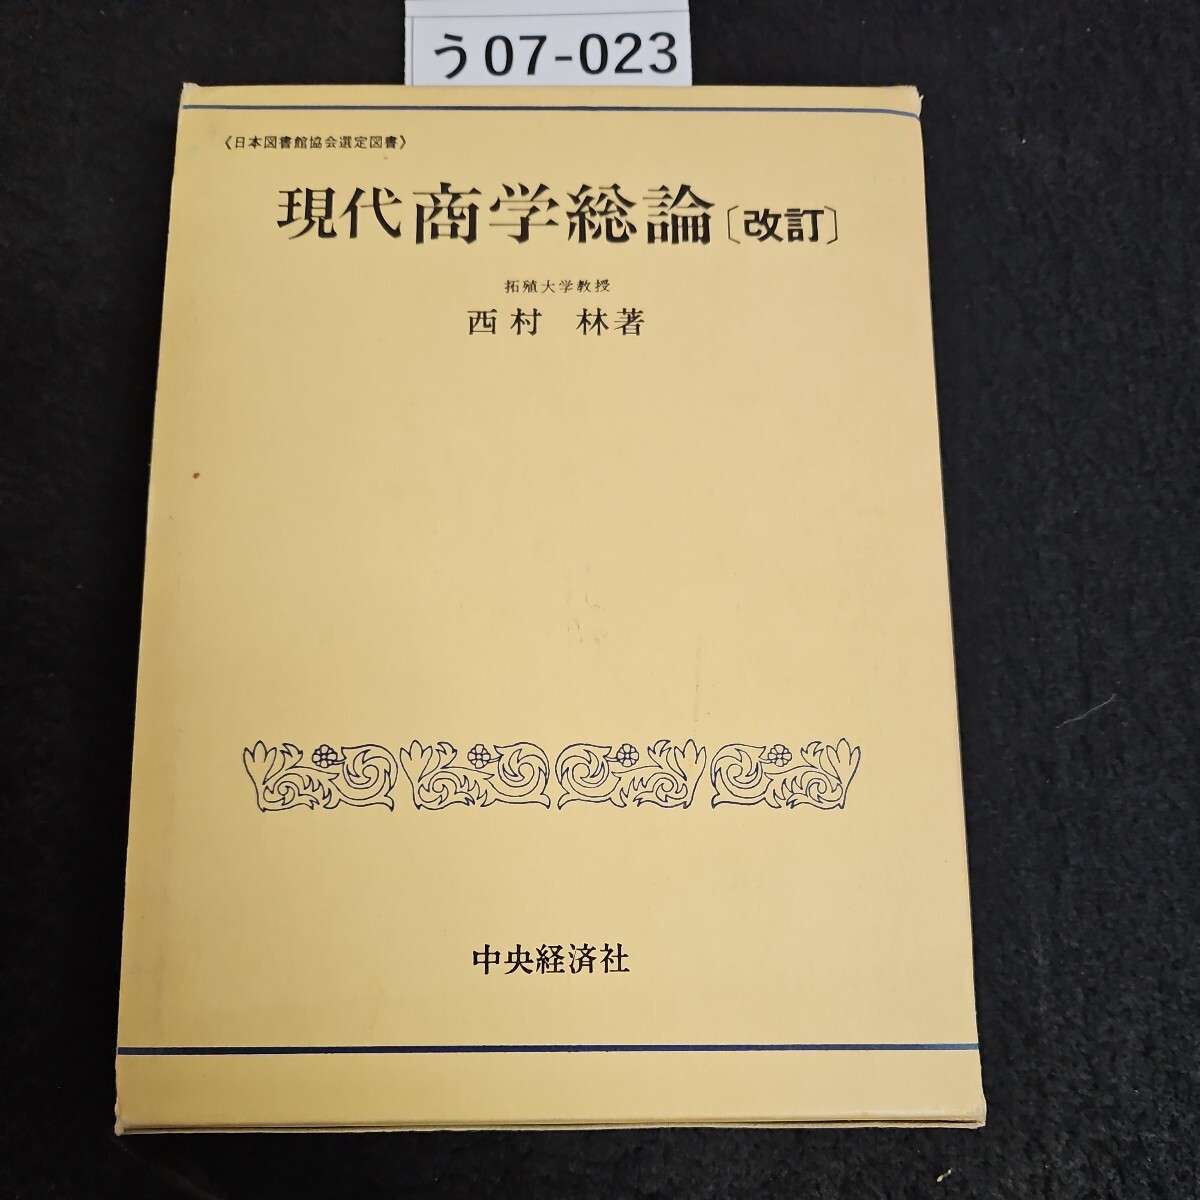 う07-023
《日本図書館協会選定図書》
現代商学総論〔改訂〕
拓殖大学教授
西村 林著
中央経済社